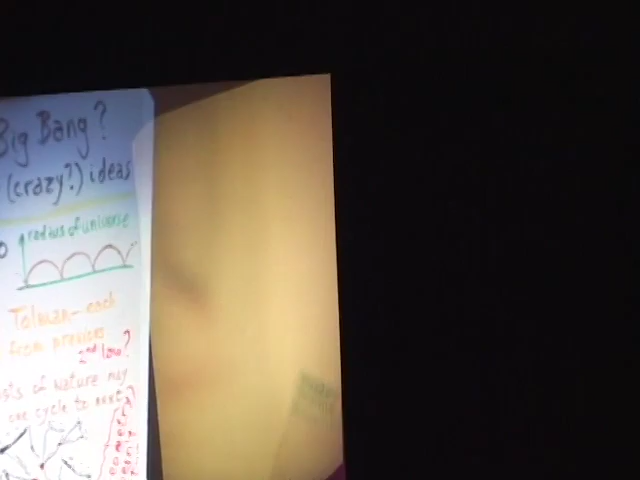 Big Bang?
(crazy?) ideas
radius of universe
Tolman - each
from previous
2nd law?
of Nature may
one cycle to next